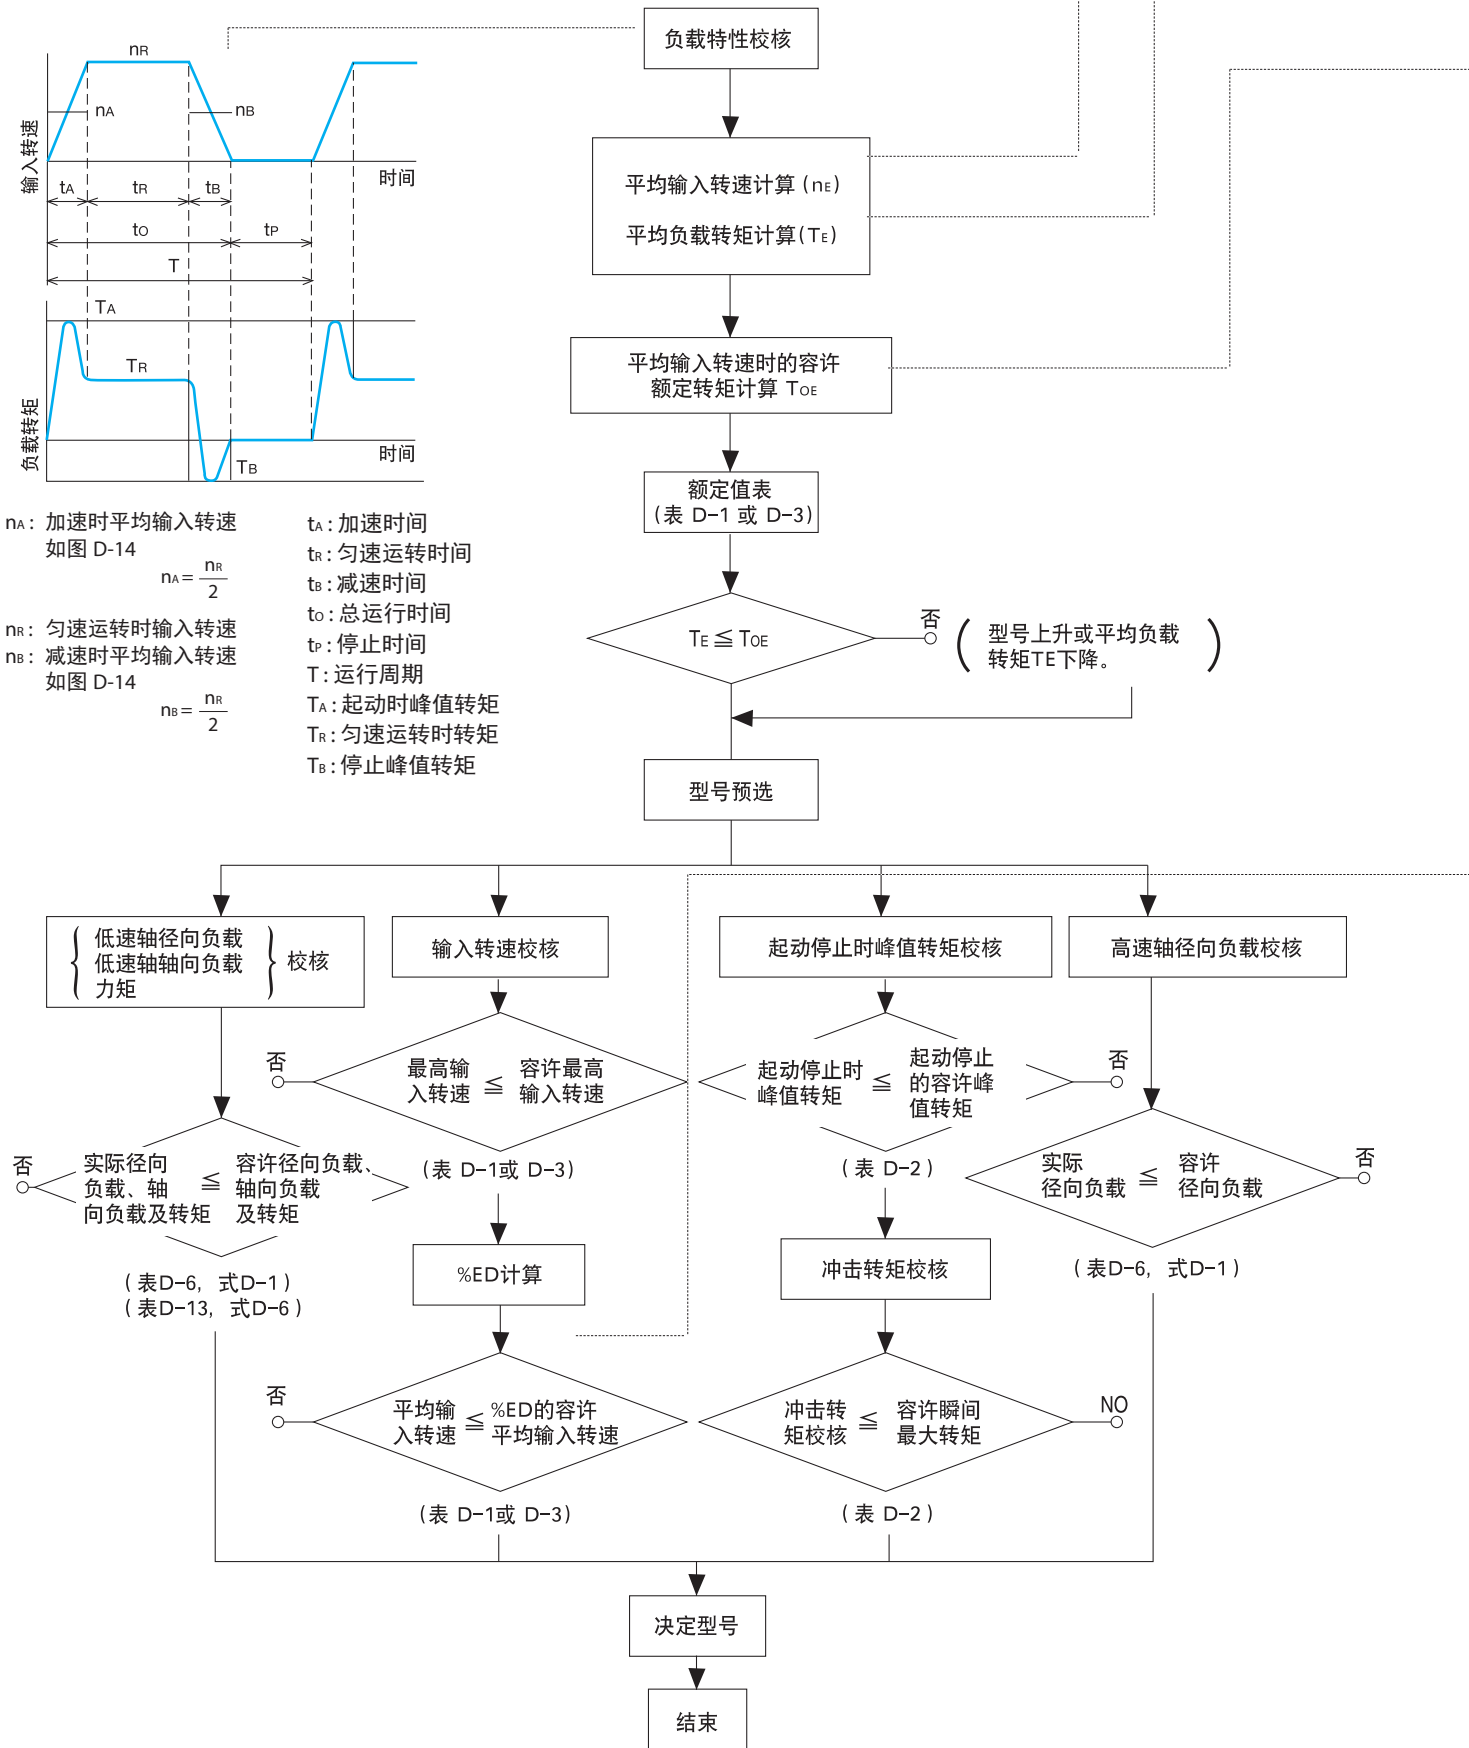 负载特性校核
nR
nA
nB
输入转速
时间
tA
tR
tB
tO
tP
T
TA
TR
负载转矩
时间
TB
平均输入转速计算 (nE)
平均负载转矩计算(TE)
平均输入转速时的容许
额定转矩计算 TOE
额定值表
(表 D-1 或 D-3)
nA : 加速时平均输入转速
如图 D-14
nA = nR / 2
nR : 匀速运转时输入转速
nB : 减速时平均输入转速
如图 D-14
nB = nR / 2
tA : 加速时间
tR : 匀速运转时间
tB : 减速时间
tO : 总运行时间
tP : 停止时间
T : 运行周期
TA : 起动时峰值转矩
TR : 匀速运转时转矩
TB : 停止峰值转矩
TE ≦ TOE
否
( 型号上升或平均负载
转矩TE下降。 )
型号预选
{ 低速轴径向负载
低速轴轴向负载
力矩 } 校核
输入转速校核
起动停止时峰值转矩校核
高速轴径向负载校核
否
最高输
入转速
≦
容许最高
输入转速
(表 D-1或 D-3)
起动停止时
峰值转矩
≦
起动停止
的容许峰
值转矩
否
(表 D-2)
否
实际径向
负载、轴
向负载及转矩
≦
容许径向负载、
轴向负载
及转矩
(表D-6, 式D-1)
(表D-13, 式D-6)
实际
径向负载
≦
容许
径向负载
否
(表D-6, 式D-1)
%ED计算
冲击转矩校核
否
平均输
入转速
≦
%ED的容许
平均输入转速
(表 D-1或 D-3)
冲击转
矩校核
≦
容许瞬间
最大转矩
NO
(表 D-2)
决定型号
结束